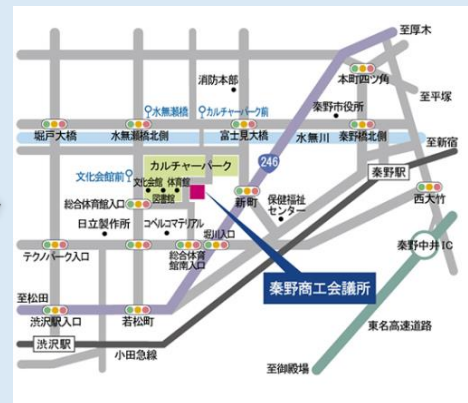 至厚木
消防本部
本町四ツ角
至平塚
水無瀬橋
カルチャーパーク前
秦野市役所
堀戸大橋
水無瀬橋北側
富士見大橋
水無川
秦野橋北側
至新宿
カルチャーパーク
246
文化会館前
秦野駅
文化会館
体育館
図書館
西大竹
総合体育館入口
新町
保健福祉
センター
日立製作所
コベルコマテリアル
堀川入口
テクノパーク入口
総合体育
館南入口
秦野中井IC
秦野商工会議所
至松田
渋沢駅入口
若松町
東名高速道路
渋沢駅
小田急線
至御殿場